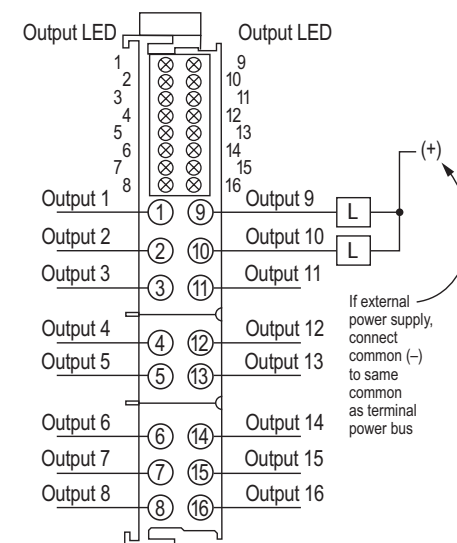 Output LED Output LED
1 9
2 10
3 11
4 12
5 13
6 14
7 15
8 16
(+)
Output 1 1 9 Output 9 L
Output 2 2 10 Output 10 L
Output 3 3 11 Output 11
If external
power supply,
connect
common (–)
to same
common
as terminal
power bus
Output 4 4 12 Output 12
Output 5 5 13 Output 13
Output 6 6 14 Output 14
Output 7 7 15 Output 15
Output 8 8 16 Output 16